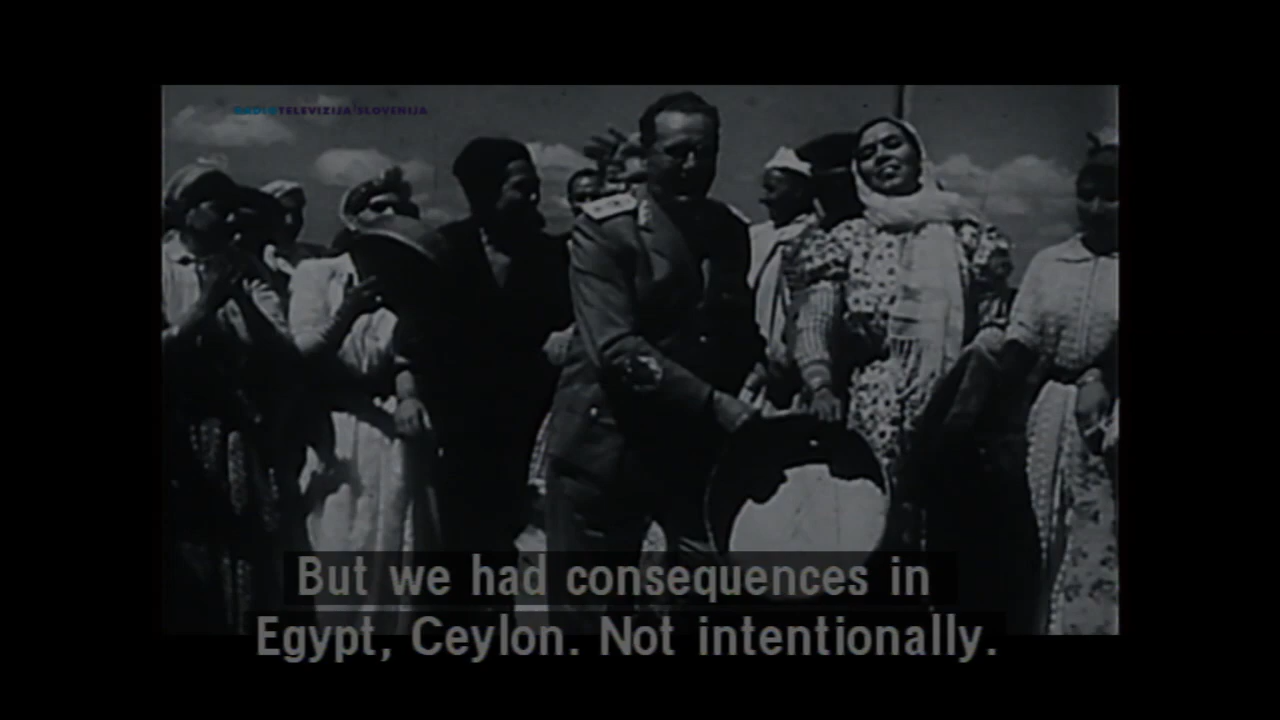 RADIOTELEVIZIJA SLOVENIJA
But we had consequences in
Egypt, Ceylon. Not intentionally.